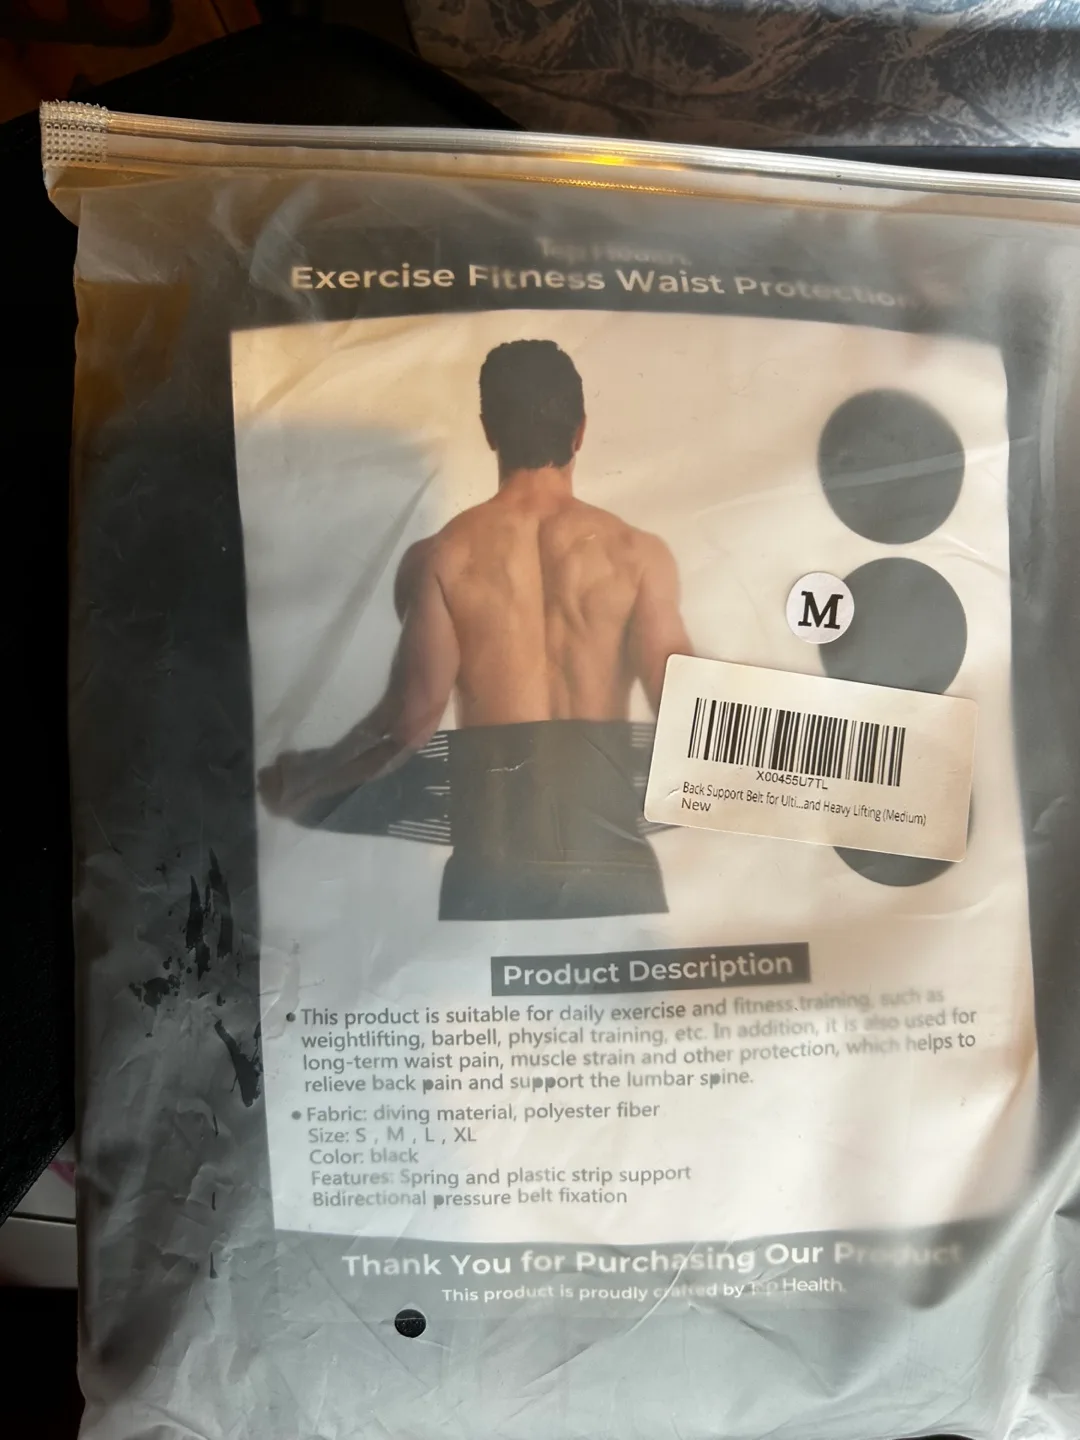 Top Health.
Exercise Fitness Waist Protection
M
X00455U7TL
Back Support Belt for Ulti...and Heavy Lifting (Medium)
New
Product Description
• This product is suitable for daily exercise and fitness.training, such as
weightlifting, barbell, physical training, etc. In addition, it is also used for
long-term waist pain, muscle strain and other protection, which helps to
relieve back pain and support the lumbar spine.
• Fabric: diving material, polyester fiber
Size: S , M , L , XL
Color: black
Features: Spring and plastic strip support
Bidirectional pressure belt fixation
Thank You for Purchasing Our Product
This product is proudly crafted by Top Health.